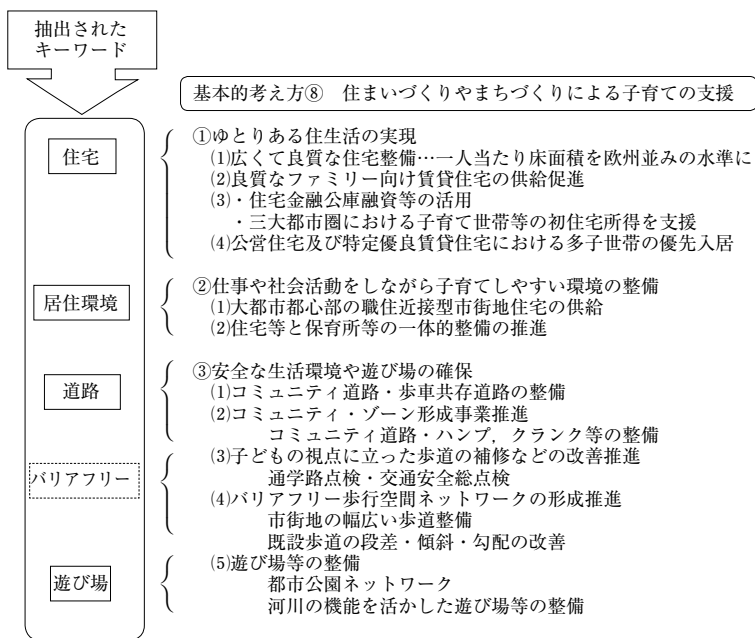 抽出された
キーワード
基本的考え方⑧　住まいづくりやまちづくりによる子育ての支援
住宅
①ゆとりある住生活の実現
⑴広くて良質な住宅整備…一人当たり床面積を欧州並みの水準に
⑵良質なファミリー向け賃貸住宅の供給促進
⑶・住宅金融公庫融資等の活用
・三大都市圏における子育て世帯等の初住宅所得を支援
⑷公営住宅及び特定優良賃貸住宅における多子世帯の優先入居
居住環境
②仕事や社会活動をしながら子育てしやすい環境の整備
⑴大都市都心部の職住近接型市街地住宅の供給
⑵住宅等と保育所等の一体的整備の推進
道路
③安全な生活環境や遊び場の確保
⑴コミュニティ道路・歩車共存道路の整備
⑵コミュニティ・ゾーン形成事業推進
コミュニティ道路・ハンプ，クランク等の整備
バリアフリー
⑶子どもの視点に立った歩道の補修などの改善推進
通学路点検・交通安全総点検
⑷バリアフリー歩行空間ネットワークの形成推進
市街地の幅広い歩道整備
既設歩道の段差・傾斜・勾配の改善
遊び場
⑸遊び場等の整備
都市公園ネットワーク
河川の機能を活かした遊び場等の整備